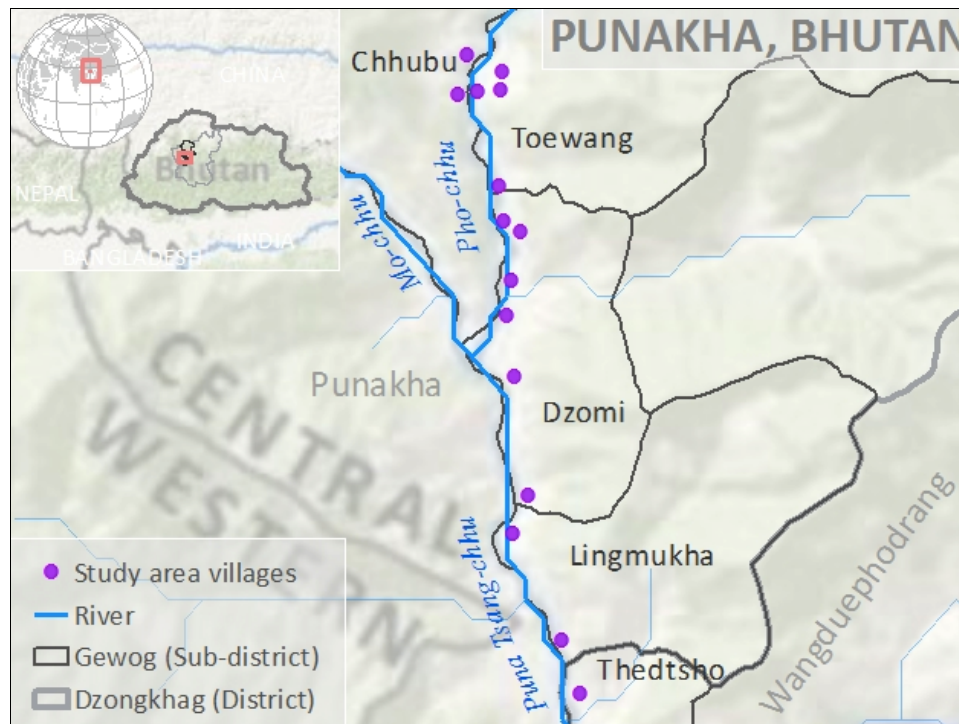 PUNAKHA, BHUTAN
CHINA
Bhutan
NEPAL
INDIA
BANGLADESH
Chhubu
Toewang
Pho-chhu
Mo-chhu
Punakha
Dzomi
CENTRAL
WESTERN
Lingmukha
Puna Tsang-chhu
Thedtsho
Wangduephodrang
Study area villages
River
Gewog (Sub-district)
Dzongkhag (District)